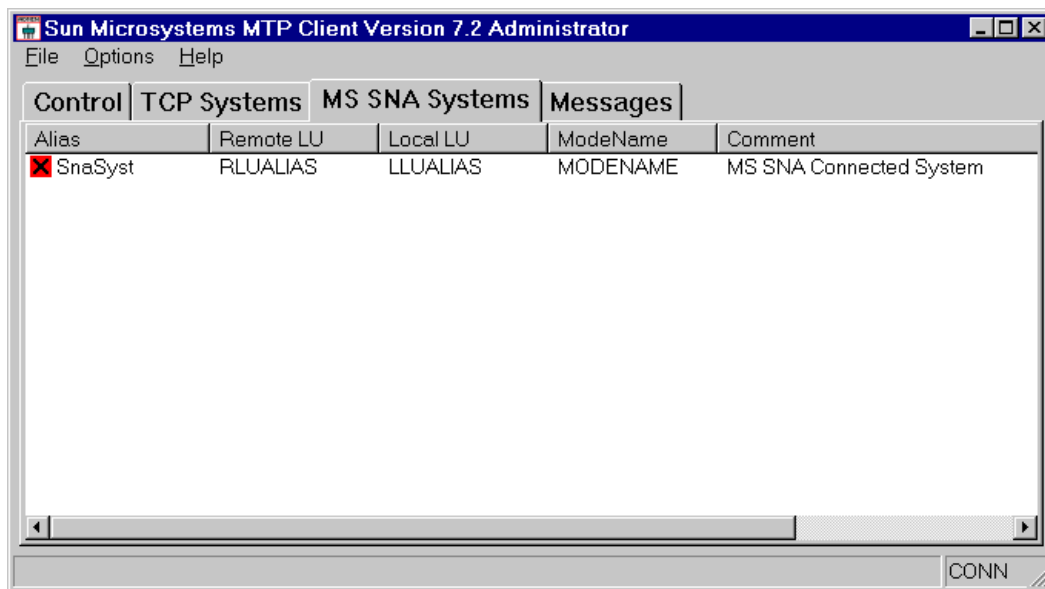 Sun Microsystems MTP Client Version 7.2 Administrator
File Options Help
Control TCP Systems MS SNA Systems Messages
Alias Remote LU Local LU ModeName Comment
SnaSyst RLUALIAS LLUALIAS MODENAME MS SNA Connected System
CONN